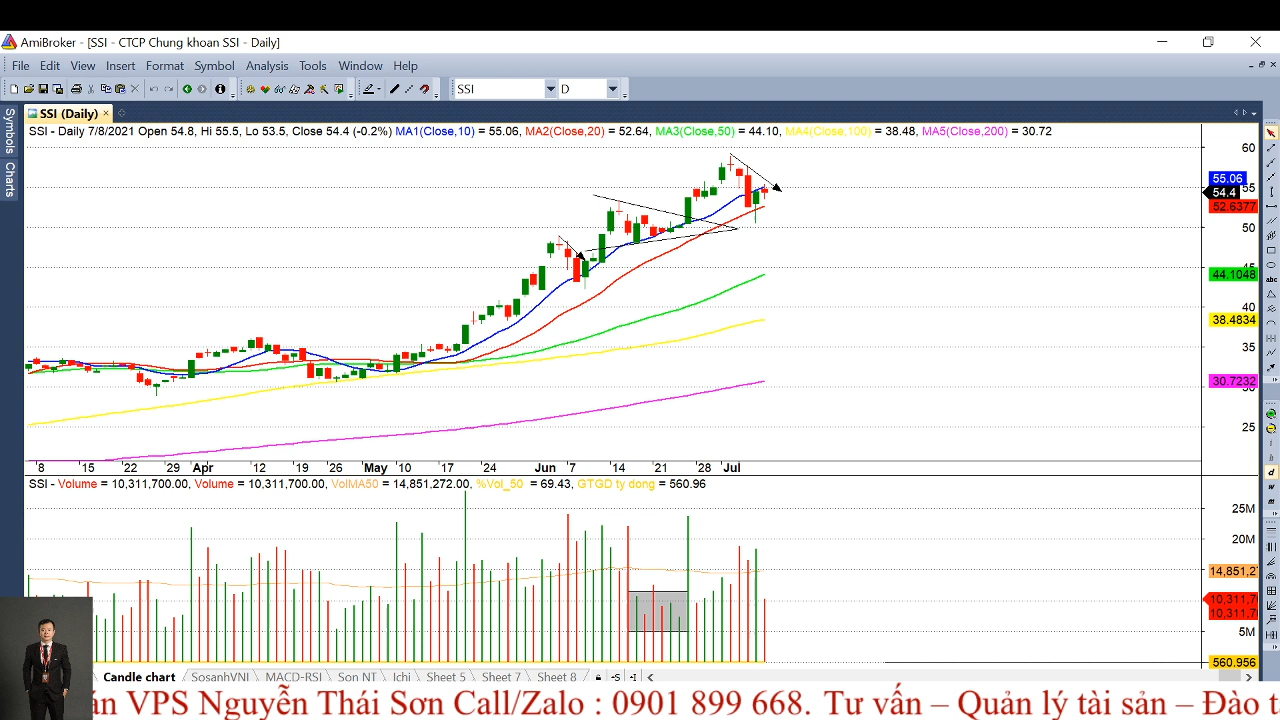 AmiBroker - [SSI - CTCP Chung khoan SSI - Daily]
File Edit View Insert Format Symbol Analysis Tools Window Help
SSI D
SSI (Daily)
Symbols
Charts
SSI - Daily 7/8/2021 Open 54.8, Hi 55.5, Lo 53.5, Close 54.4 (-0.2%) MA1(Close,10) = 55.06, MA2(Close,20) = 52.64, MA3(Close,50) = 44.10, MA4(Close,100) = 38.48, MA5(Close,200) = 30.72
60
55.06
55
54.4
52.6377
50
45
44.1048
40
38.4834
35
30.7232
30
25
8 15 22 29 Apr 12 19 26 May 10 17 24 Jun 7 14 21 28 Jul
SSI - Volume = 10,311,700.00, Volume = 10,311,700.00, VolMA50 = 14,851,272.00, %Vol_50 = 69.43, GTGD ty dong = 560.96
25M
20M
14,851,2
10,311,7
10,311,7
5M
560.956
Candle chart SosanhVNI MACD-RSI Son NT Ichi Sheet 5 Sheet 7 Sheet 8
án VPS Nguyễn Thái Sơn Call/Zalo : 0901 899 668. Tư vấn – Quản lý tài sản – Đào t